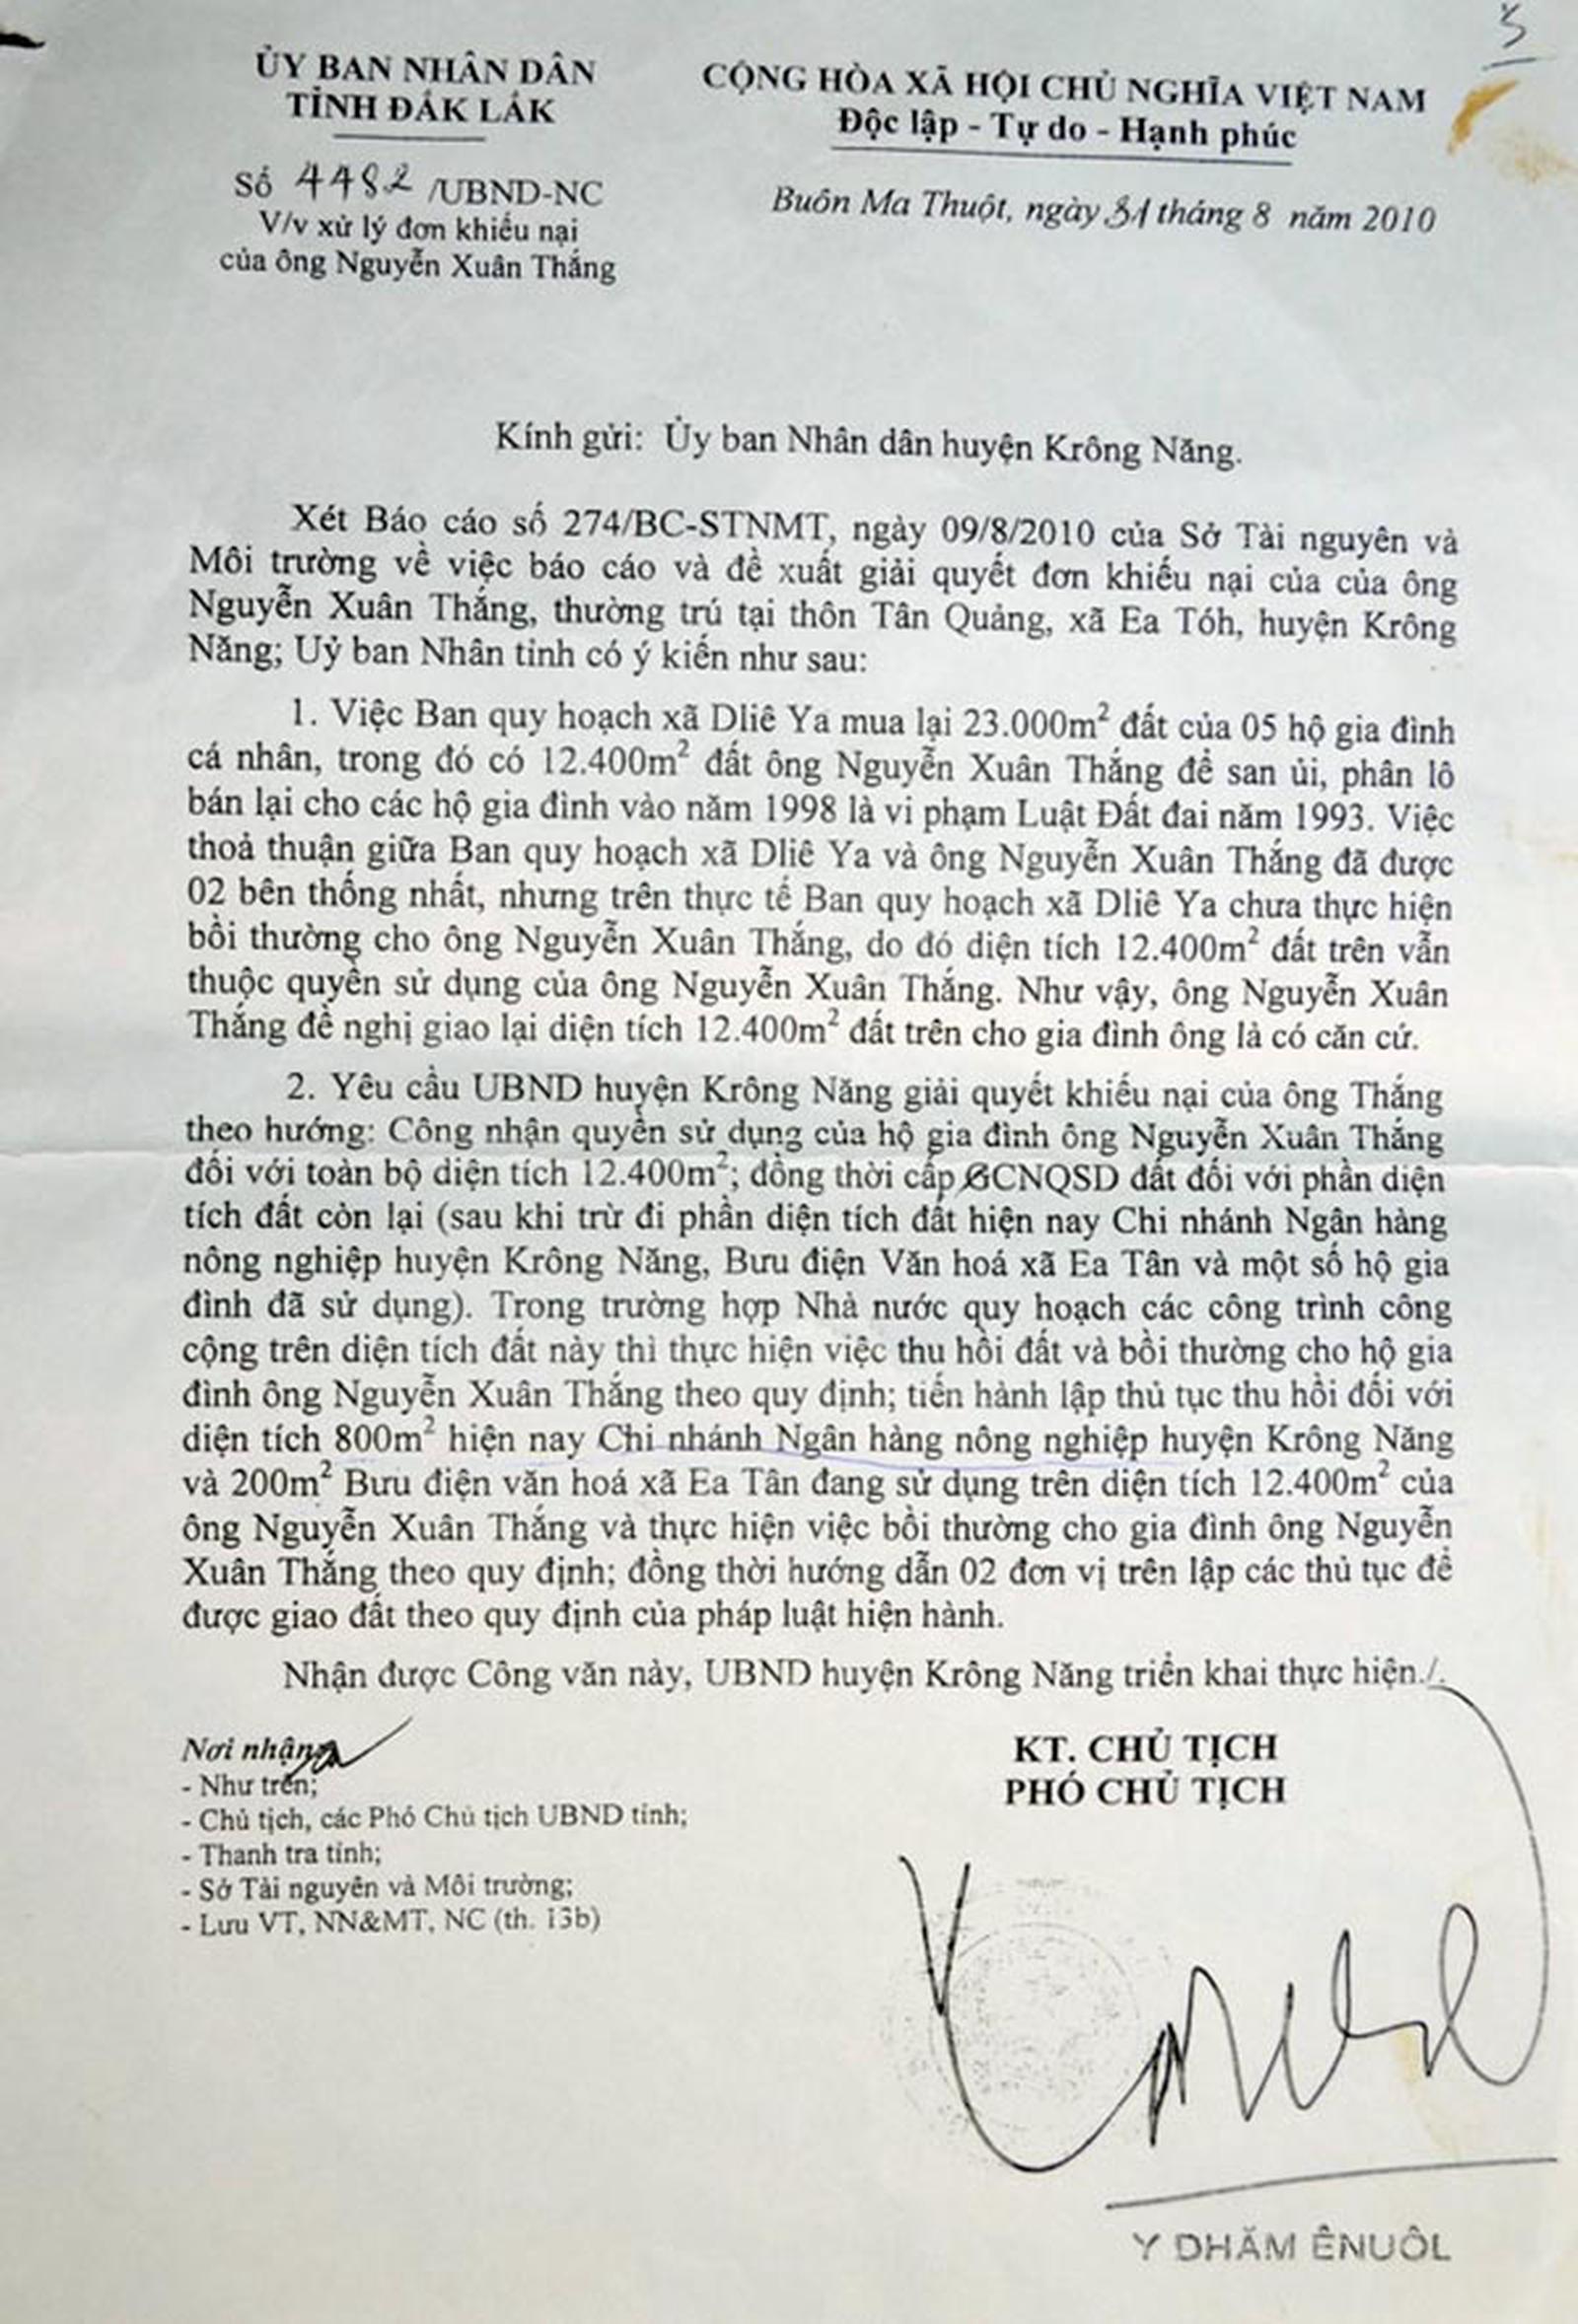 5
ỦY BAN NHÂN DÂN
TỈNH ĐẮK LẮK
CỘNG HÒA XÃ HỘI CHỦ NGHĨA VIỆT NAM
Độc lập - Tự do - Hạnh phúc
Số 4482 /UBND-NC
V/v xử lý đơn khiếu nại
của ông Nguyễn Xuân Thắng
Buôn Ma Thuột, ngày 31 tháng 8 năm 2010
Kính gửi: Ủy ban Nhân dân huyện Krông Năng.
Xét Báo cáo số 274/BC-STNMT, ngày 09/8/2010 của Sở Tài nguyên và
Môi trường về việc báo cáo và đề xuất giải quyết đơn khiếu nại của của ông
Nguyễn Xuân Thắng, thường trú tại thôn Tân Quảng, xã Ea Tóh, huyện Krông
Năng; Uỷ ban Nhân tỉnh có ý kiến như sau:
1. Việc Ban quy hoạch xã Dliê Ya mua lại 23.000m² đất của 05 hộ gia đình
cá nhân, trong đó có 12.400m² đất ông Nguyễn Xuân Thắng để san ủi, phân lô
bán lại cho các hộ gia đình vào năm 1998 là vi phạm Luật Đất đai năm 1993. Việc
thoả thuận giữa Ban quy hoạch xã Dliê Ya và ông Nguyễn Xuân Thắng đã được
02 bên thống nhất, nhưng trên thực tế Ban quy hoạch xã Dliê Ya chưa thực hiện
bồi thường cho ông Nguyễn Xuân Thắng, do đó diện tích 12.400m² đất trên vẫn
thuộc quyền sử dụng của ông Nguyễn Xuân Thắng. Như vậy, ông Nguyễn Xuân
Thắng đề nghị giao lại diện tích 12.400m² đất trên cho gia đình ông là có căn cứ.
2. Yêu cầu UBND huyện Krông Năng giải quyết khiếu nại của ông Thắng
theo hướng: Công nhận quyền sử dụng của hộ gia đình ông Nguyễn Xuân Thắng
đối với toàn bộ diện tích 12.400m²; đồng thời cấp GCNQSD đất đối với phần diện
tích đất còn lại (sau khi trừ đi phần diện tích đất hiện nay Chi nhánh Ngân hàng
nông nghiệp huyện Krông Năng, Bưu điện Văn hoá xã Ea Tân và một số hộ gia
đình đã sử dụng). Trong trường hợp Nhà nước quy hoạch các công trình công
cộng trên diện tích đất này thì thực hiện việc thu hồi đất và bồi thường cho hộ gia
đình ông Nguyễn Xuân Thắng theo quy định; tiến hành lập thủ tục thu hồi đối với
diện tích 800m² hiện nay Chi nhánh Ngân hàng nông nghiệp huyện Krông Năng
và 200m² Bưu điện văn hoá xã Ea Tân đang sử dụng trên diện tích 12.400m² của
ông Nguyễn Xuân Thắng và thực hiện việc bồi thường cho gia đình ông Nguyễn
Xuân Thắng theo quy định; đồng thời hướng dẫn 02 đơn vị trên lập các thủ tục để
được giao đất theo quy định của pháp luật hiện hành.
Nhận được Công văn này, UBND huyện Krông Năng triển khai thực hiện./.
Nơi nhận:
- Như trên;
- Chủ tịch, các Phó Chủ tịch UBND tỉnh;
- Thanh tra tỉnh;
- Sở Tài nguyên và Môi trường;
- Lưu VT, NN&MT, NC (th. 13b)
KT. CHỦ TỊCH
PHÓ CHỦ TỊCH
Y DHĂM ÊNUÔL